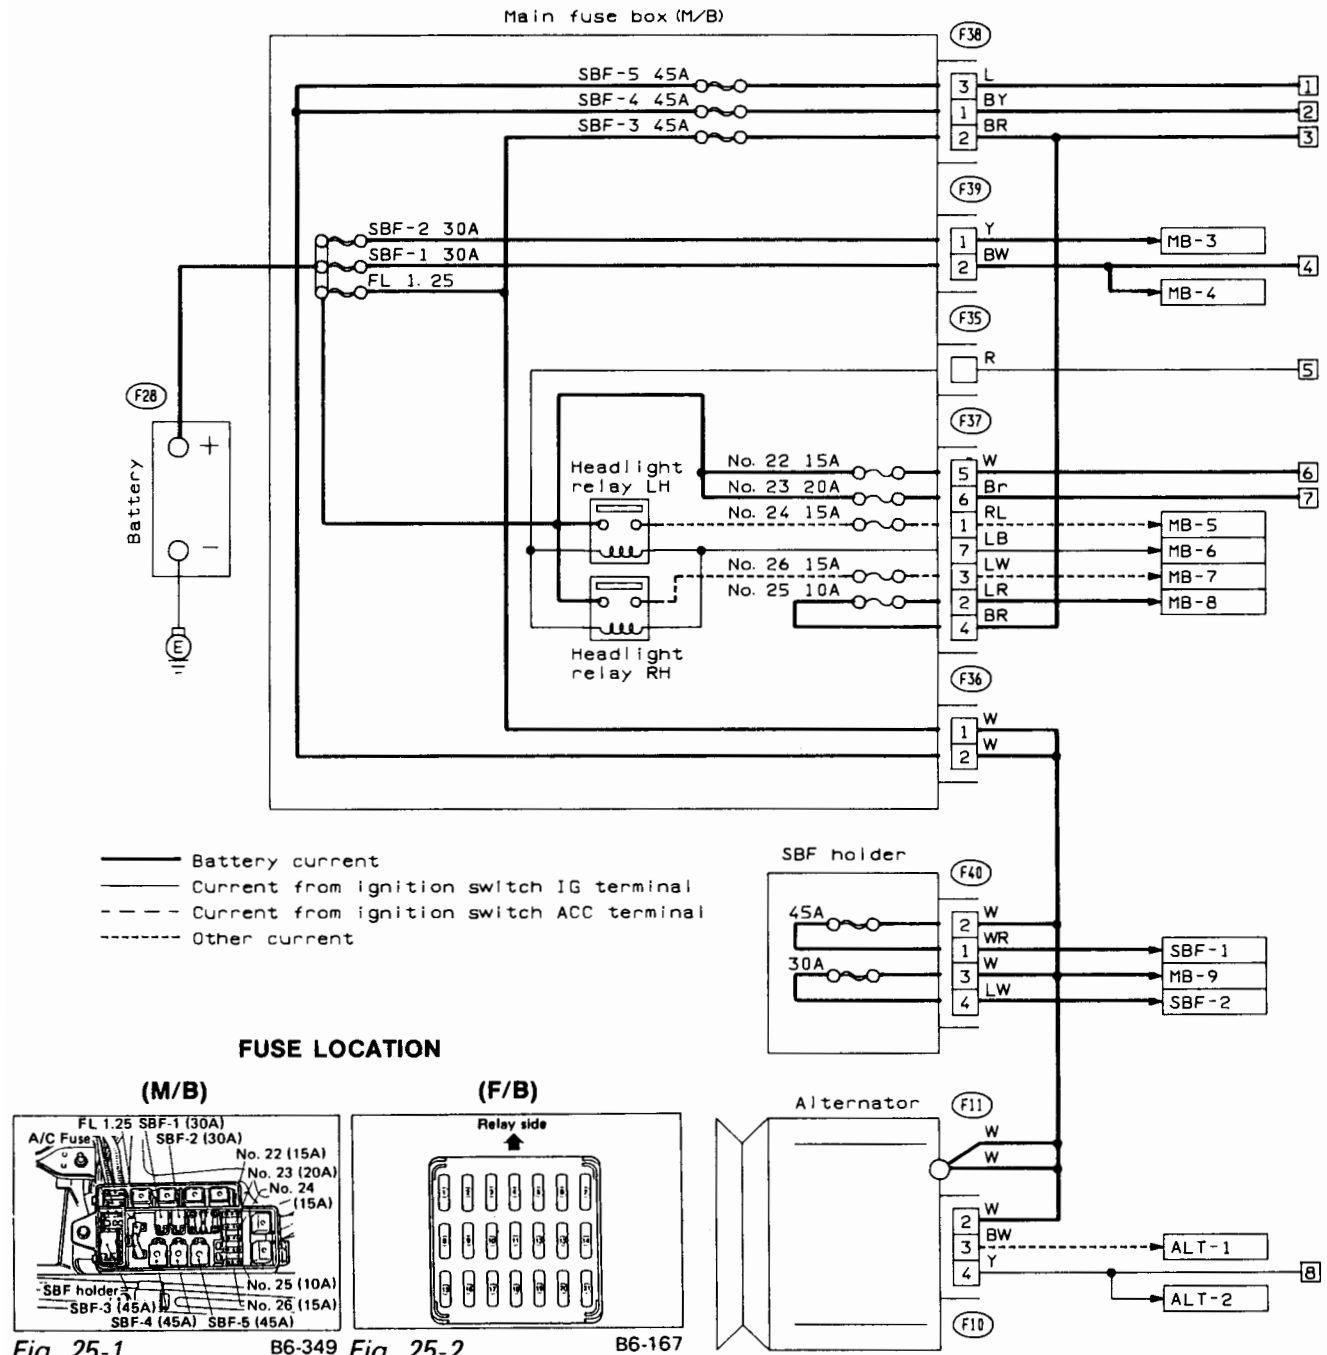 Main fuse box (M/B)
F38
SBF-5 45A
3 L
1
SBF-4 45A
1 BY
2
SBF-3 45A
2 BR
3
F39
SBF-2 30A
1 Y
MB-3
SBF-1 30A
2 BW
4
FL 1.25
MB-4
F35
R
5
F28
F37
Battery
+
−
E
Headlight
relay LH
No. 22 15A
5 W
6
No. 23 20A
6 Br
7
No. 24 15A
1 RL
MB-5
7 LB
MB-6
No. 26 15A
3 LW
MB-7
No. 25 10A
2 LR
MB-8
4 BR
Headlight
relay RH
F36
1 W
2 W
Battery current
Current from ignition switch IG terminal
Current from ignition switch ACC terminal
Other current
SBF holder
F40
45A
2 W
1 WR
SBF-1
30A
3 W
MB-9
4 LW
SBF-2
FUSE LOCATION
(M/B)
(F/B)
FL 1.25 SBF-1 (30A)
A/C Fuse
SBF-2 (30A)
No. 22 (15A)
No. 23 (20A)
No. 24
(15A)
SBF holder
No. 25 (10A)
SBF-3 (45A)
No. 26 (15A)
SBF-4 (45A) SBF-5 (45A)
Fig. 25-1
B6-349
Relay side
Fig. 25-2
B6-167
Alternator
F11
W
W
2 W
3 BW
ALT-1
4 Y
8
ALT-2
F10